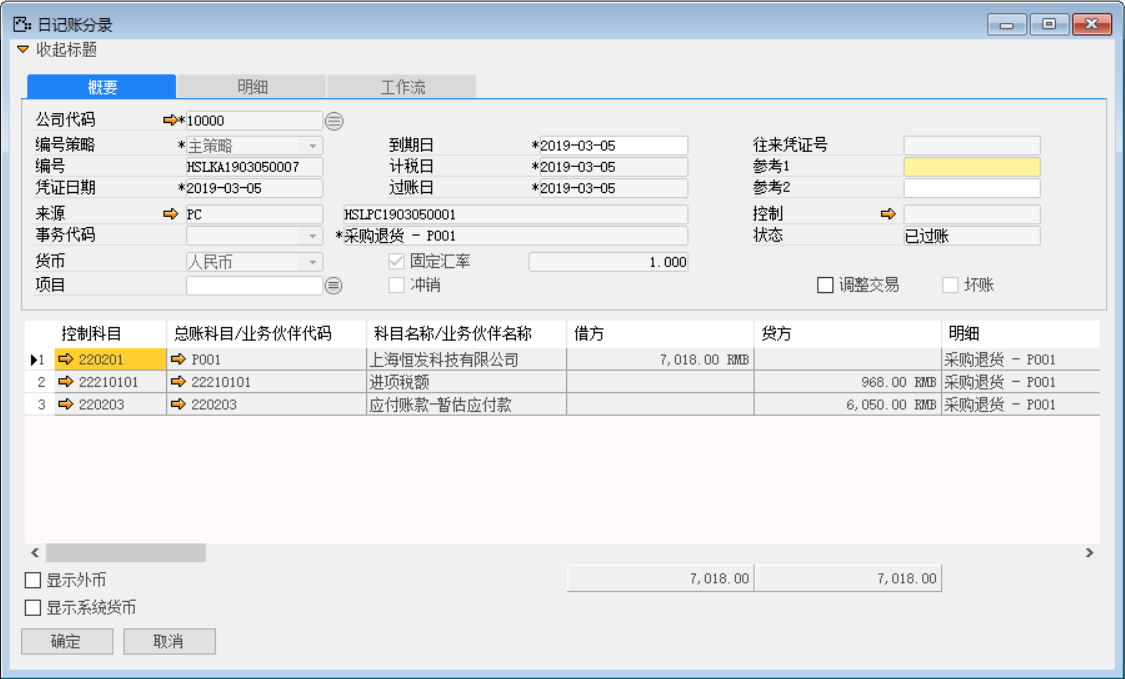 日记账分录
收起标题
概要 明细 工作流
公司代码 *10000
编号策略 *主策略 到期日 *2019-03-05 往来凭证号
编号 HSLKA1903050007 计税日 *2019-03-05 参考1
凭证日期 *2019-03-05 过账日 *2019-03-05 参考2
来源 PC HSLPC1903050001 控制
事务代码 *采购退货 - P001 状态 已过账
货币 人民币 固定汇率 1.000
项目 冲销 调整交易 坏账
控制科目 总账科目/业务伙伴代码 科目名称/业务伙伴名称 借方 贷方 明细
1 220201 P001 上海恒发科技有限公司 7,018.00 RMB 采购退货 - P001
2 22210101 22210101 进项税额 968.00 RMB 采购退货 - P001
3 220203 220203 应付账款-暂估应付款 6,050.00 RMB 采购退货 - P001
显示外币 7,018.00 7,018.00
显示系统货币
确定 取消